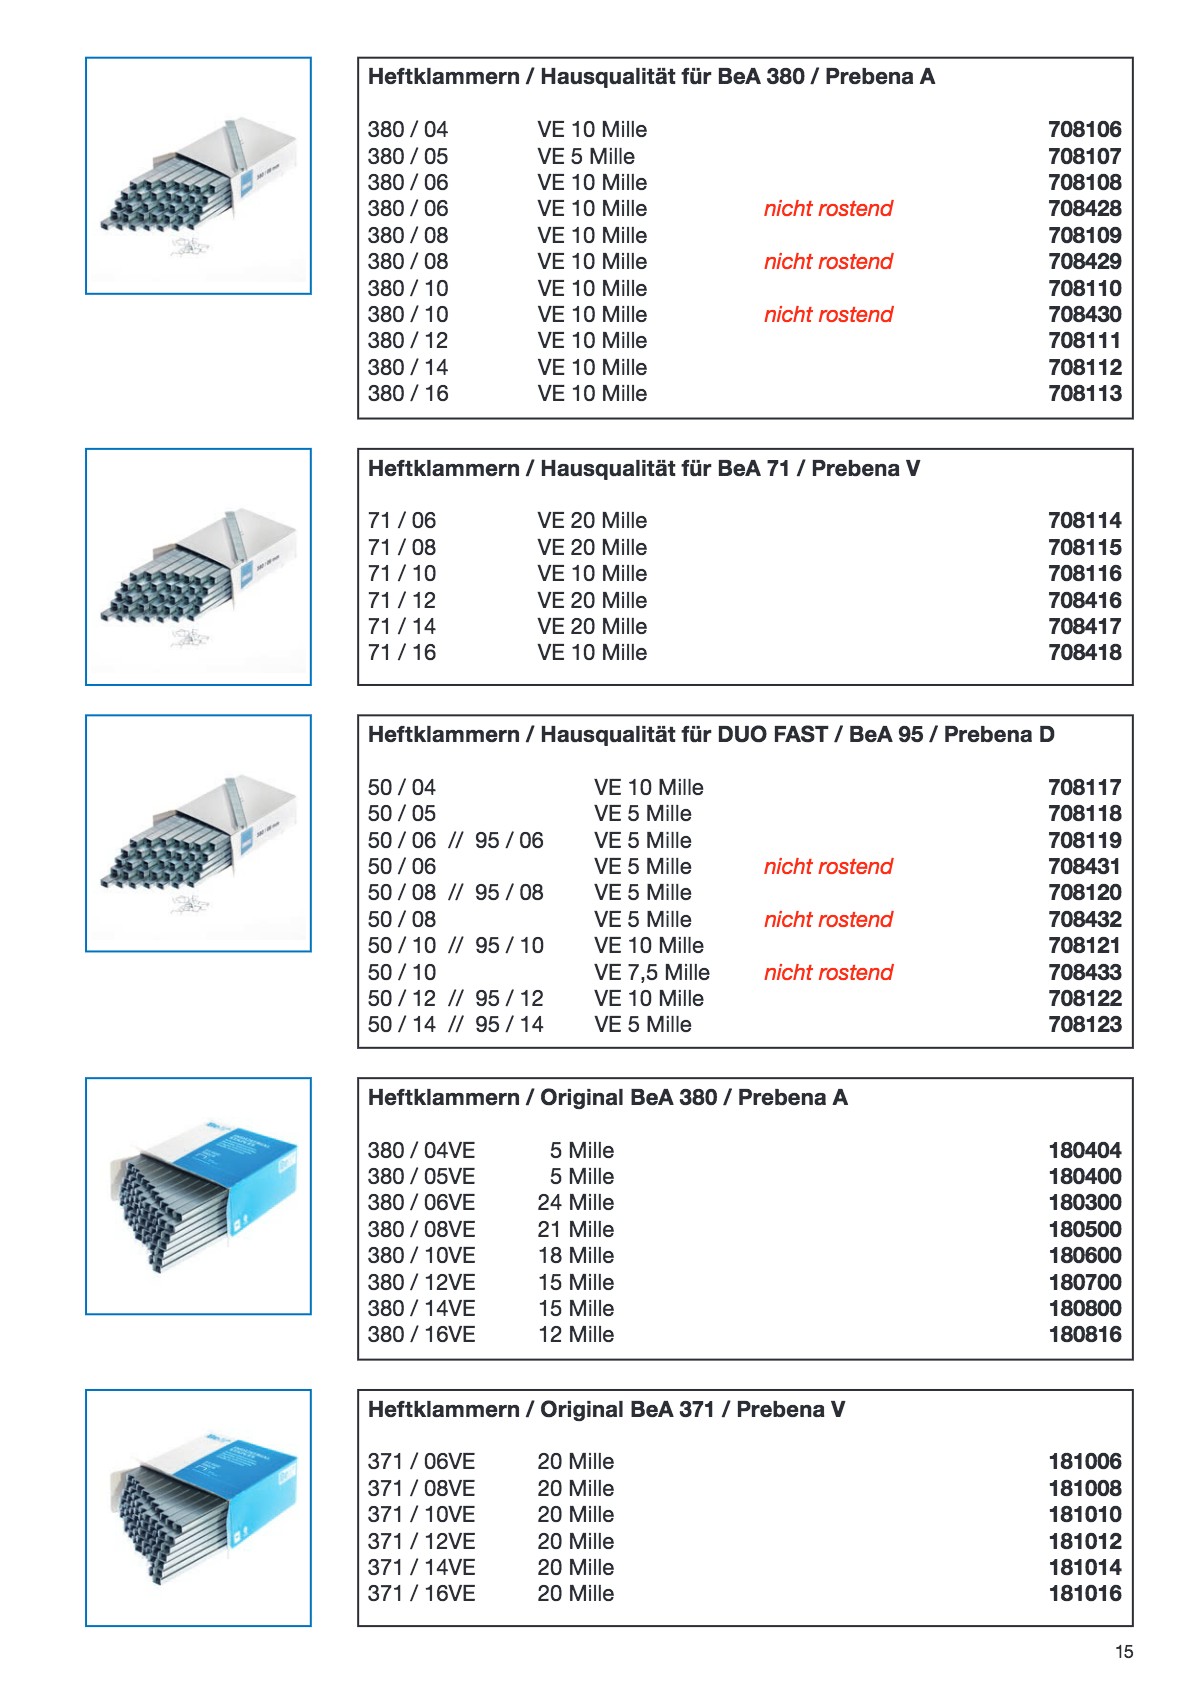 Heftklammern / Hausqualität für BeA 380 / Prebena A
380 / 04 VE 10 Mille 708106
380 / 05 VE 5 Mille 708107
380 / 06 VE 10 Mille 708108
380 / 06 VE 10 Mille nicht rostend 708428
380 / 08 VE 10 Mille 708109
380 / 08 VE 10 Mille nicht rostend 708429
380 / 10 VE 10 Mille 708110
380 / 10 VE 10 Mille nicht rostend 708430
380 / 12 VE 10 Mille 708111
380 / 14 VE 10 Mille 708112
380 / 16 VE 10 Mille 708113
Heftklammern / Hausqualität für BeA 71 / Prebena V
71 / 06 VE 20 Mille 708114
71 / 08 VE 20 Mille 708115
71 / 10 VE 10 Mille 708116
71 / 12 VE 20 Mille 708416
71 / 14 VE 20 Mille 708417
71 / 16 VE 10 Mille 708418
Heftklammern / Hausqualität für DUO FAST / BeA 95 / Prebena D
50 / 04 VE 10 Mille 708117
50 / 05 VE 5 Mille 708118
50 / 06 // 95 / 06 VE 5 Mille 708119
50 / 06 VE 5 Mille nicht rostend 708431
50 / 08 // 95 / 08 VE 5 Mille 708120
50 / 08 VE 5 Mille nicht rostend 708432
50 / 10 // 95 / 10 VE 10 Mille 708121
50 / 10 VE 7,5 Mille nicht rostend 708433
50 / 12 // 95 / 12 VE 10 Mille 708122
50 / 14 // 95 / 14 VE 5 Mille 708123
Heftklammern / Original BeA 380 / Prebena A
380 / 04VE 5 Mille 180404
380 / 05VE 5 Mille 180400
380 / 06VE 24 Mille 180300
380 / 08VE 21 Mille 180500
380 / 10VE 18 Mille 180600
380 / 12VE 15 Mille 180700
380 / 14VE 15 Mille 180800
380 / 16VE 12 Mille 180816
Heftklammern / Original BeA 371 / Prebena V
371 / 06VE 20 Mille 181006
371 / 08VE 20 Mille 181008
371 / 10VE 20 Mille 181010
371 / 12VE 20 Mille 181012
371 / 14VE 20 Mille 181014
371 / 16VE 20 Mille 181016
15